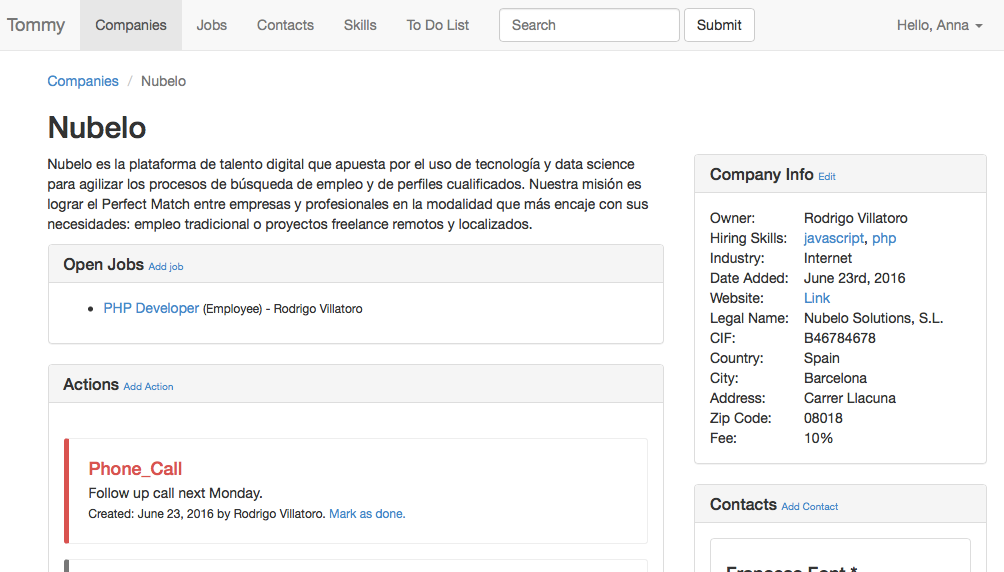 Tommy Companies Jobs Contacts Skills To Do List Search Submit Hello, Anna
Companies / Nubelo
Nubelo
Nubelo es la plataforma de talento digital que apuesta por el uso de tecnología y data science
para agilizar los procesos de búsqueda de empleo y de perfiles cualificados. Nuestra misión es
lograr el Perfect Match entre empresas y profesionales en la modalidad que más encaje con sus
necesidades: empleo tradicional o proyectos freelance remotos y localizados.
Open Jobs Add job
PHP Developer (Employee) - Rodrigo Villatoro
Actions Add Action
Phone_Call
Follow up call next Monday.
Created: June 23, 2016 by Rodrigo Villatoro. Mark as done.
Company Info Edit
Owner: Rodrigo Villatoro
Hiring Skills: javascript, php
Industry: Internet
Date Added: June 23rd, 2016
Website: Link
Legal Name: Nubelo Solutions, S.L.
CIF: B46784678
Country: Spain
City: Barcelona
Address: Carrer Llacuna
Zip Code: 08018
Fee: 10%
Contacts Add Contact
Francesc Font *